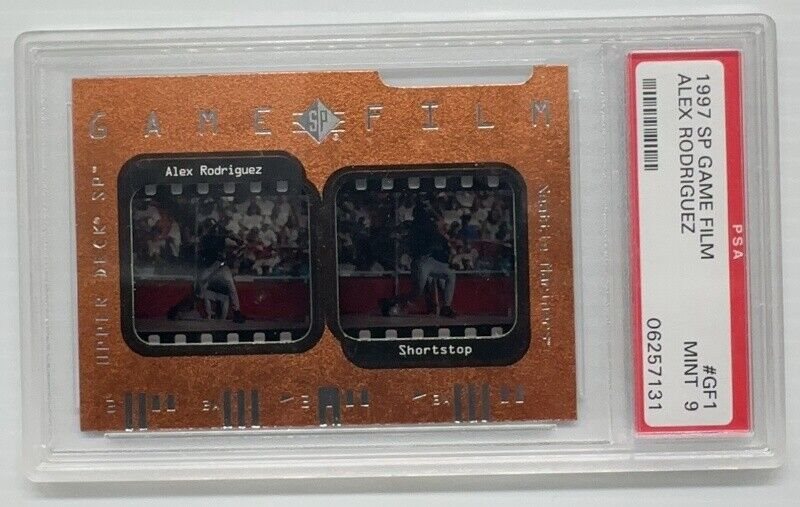 GAME SP FILM
UPPER DECK SP
Alex Rodriguez
Seattle Mariners
Shortstop
PSA
1997 SP GAME FILM
ALEX RODRIGUEZ
#GF1
MINT 9
06257131